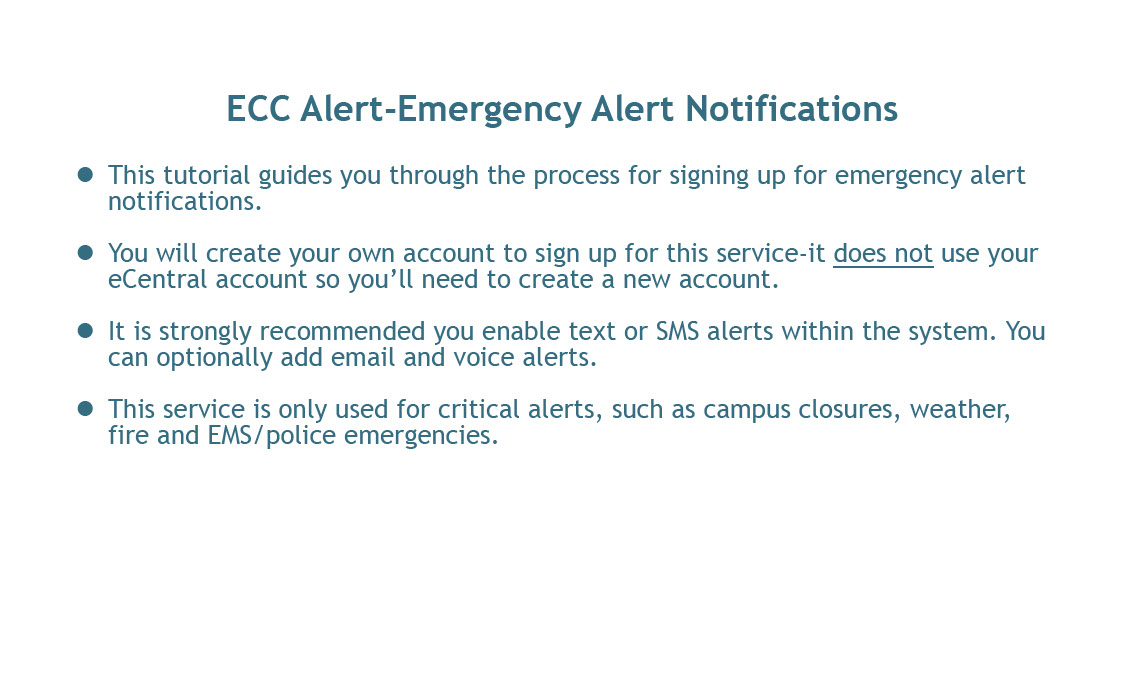 ECC Alert-Emergency Alert Notifications
● This tutorial guides you through the process for signing up for emergency alert
notifications.
● You will create your own account to sign up for this service-it does not use your
eCentral account so you’ll need to create a new account.
● It is strongly recommended you enable text or SMS alerts within the system. You
can optionally add email and voice alerts.
● This service is only used for critical alerts, such as campus closures, weather,
fire and EMS/police emergencies.